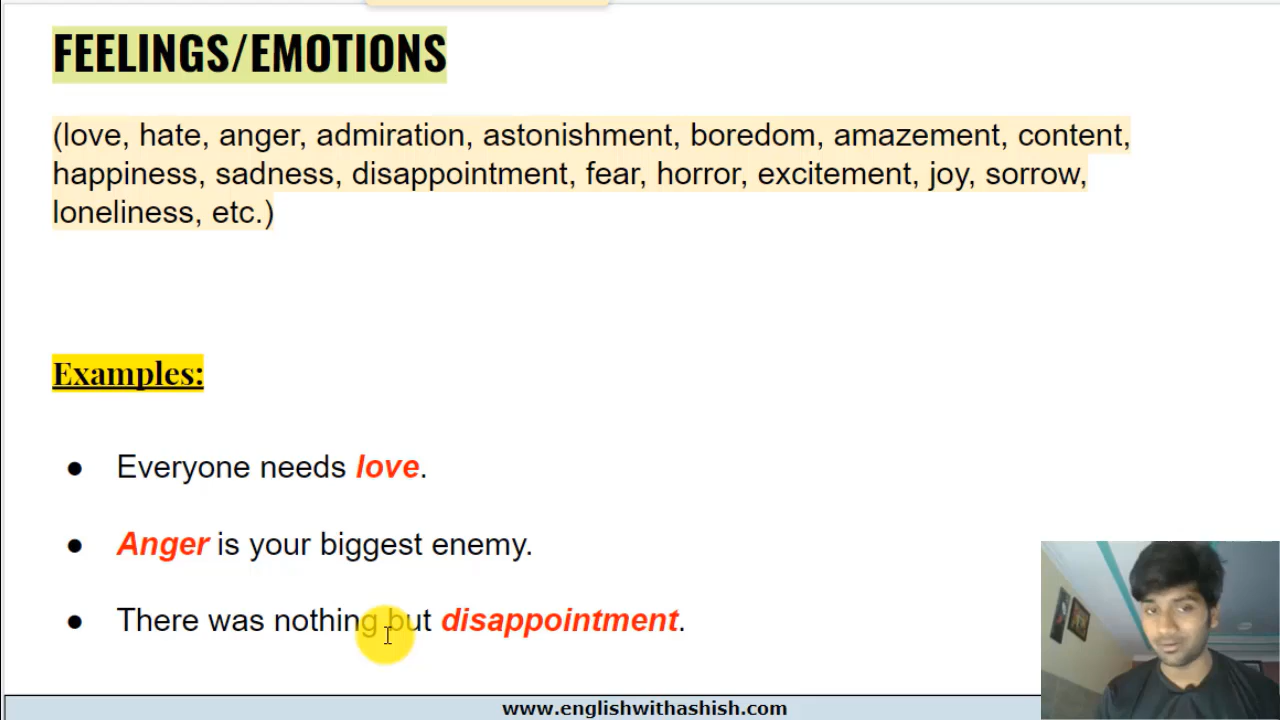 FEELINGS/EMOTIONS
(love, hate, anger, admiration, astonishment, boredom, amazement, content,
happiness, sadness, disappointment, fear, horror, excitement, joy, sorrow,
loneliness, etc.)
Examples:
● Everyone needs love.
● Anger is your biggest enemy.
● There was nothing but disappointment.
www.englishwithashish.com